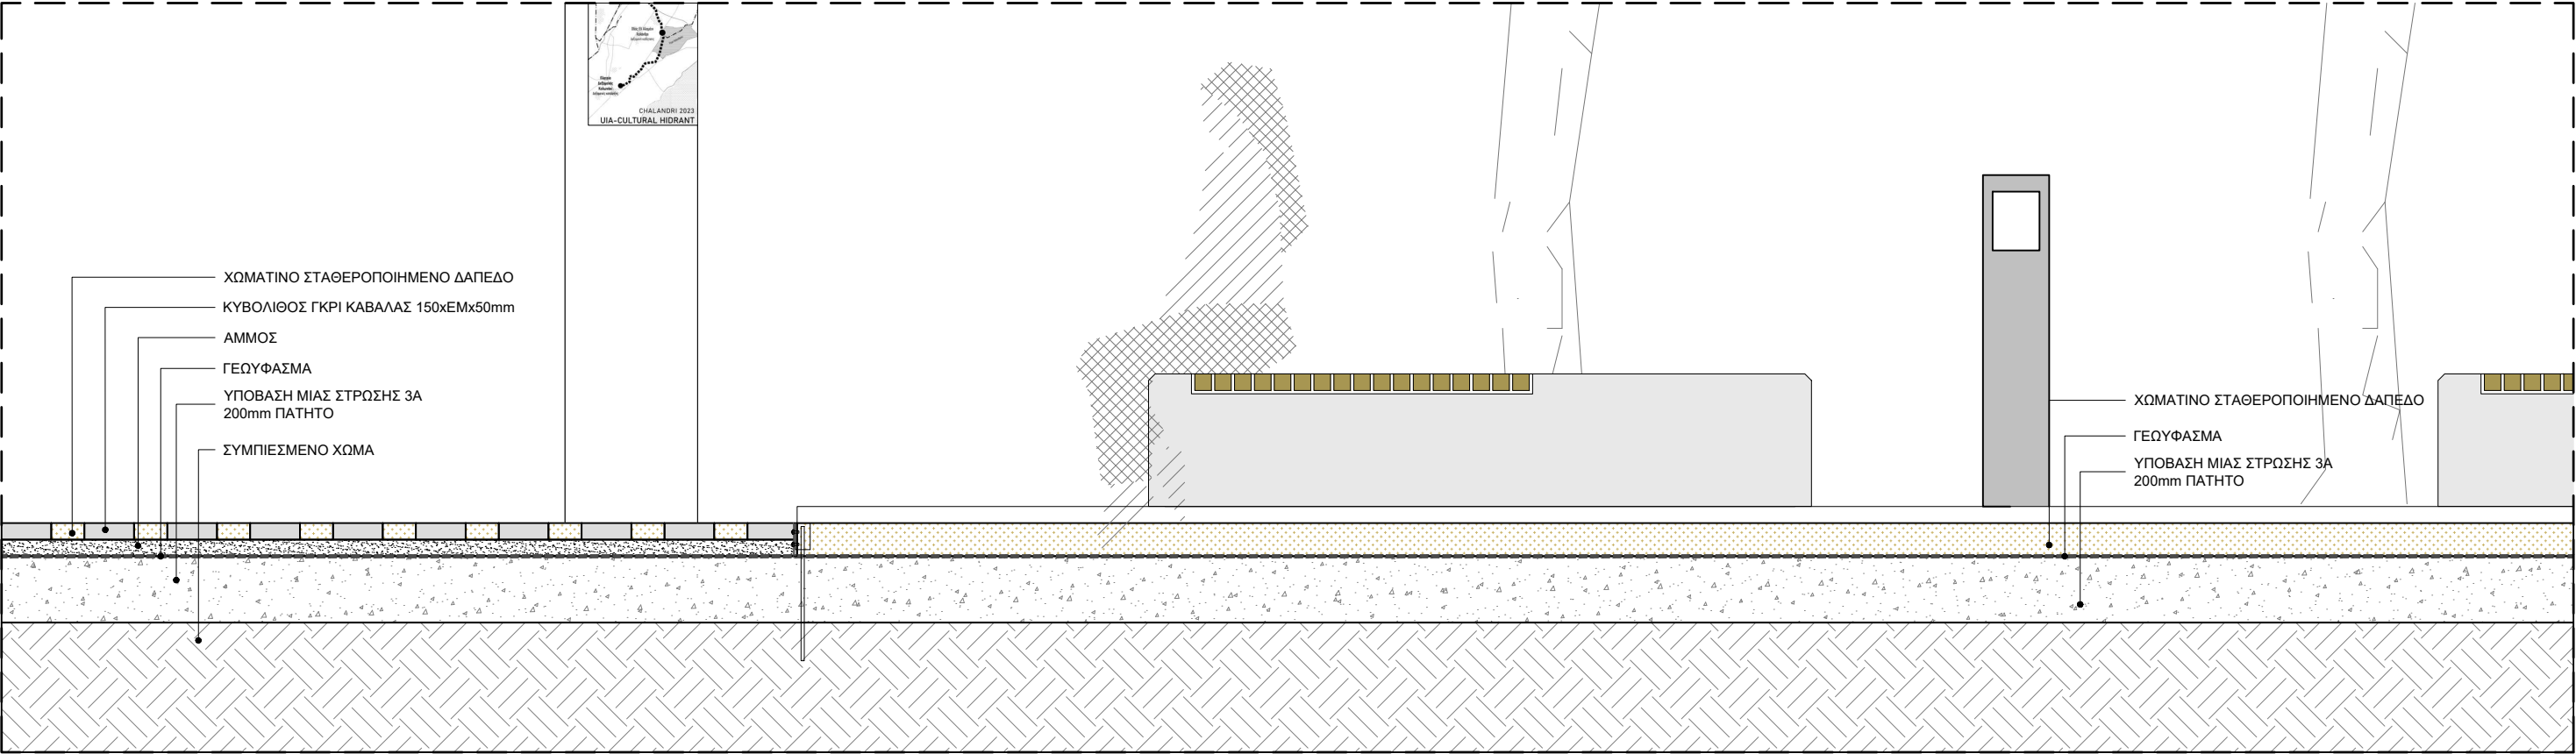 CHALANDRI 2023
UIA-CULTURAL HIDRANT
ΧΩΜΑΤΙΝΟ ΣΤΑΘΕΡΟΠΟΙΗΜΕΝΟ ΔΑΠΕΔΟ
ΚΥΒΟΛΙΘΟΣ ΓΚΡΙ ΚΑΒΑΛΑΣ 150xEMx50mm
ΑΜΜΟΣ
ΓΕΩΥΦΑΣΜΑ
ΥΠΟΒΑΣΗ ΜΙΑΣ ΣΤΡΩΣΗΣ 3Α
200mm ΠΑΤΗΤΟ
ΣΥΜΠΙΕΣΜΕΝΟ ΧΩΜΑ
ΧΩΜΑΤΙΝΟ ΣΤΑΘΕΡΟΠΟΙΗΜΕΝΟ ΔΑΠΕΔΟ
ΓΕΩΥΦΑΣΜΑ
ΥΠΟΒΑΣΗ ΜΙΑΣ ΣΤΡΩΣΗΣ 3Α
200mm ΠΑΤΗΤΟ